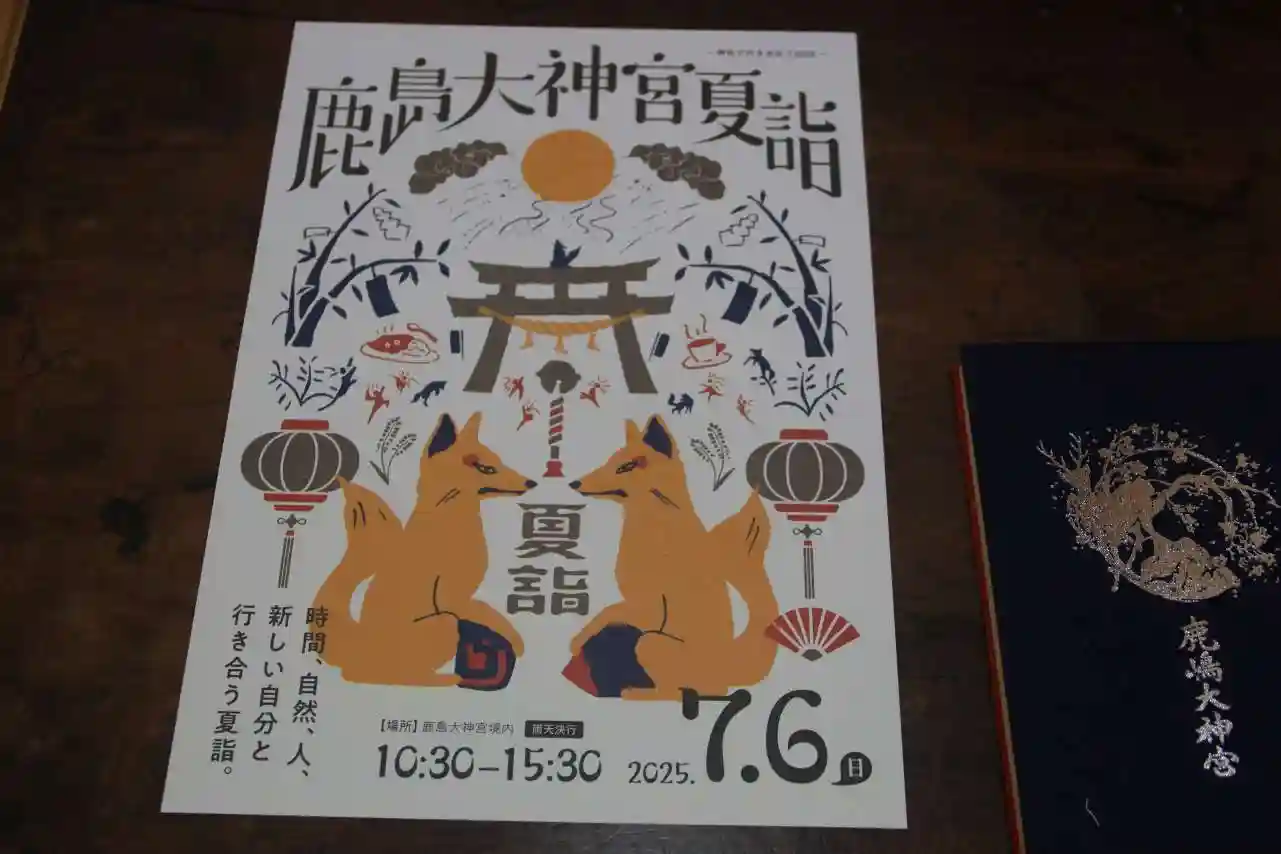 鹿島大神宮夏詣
夏
詣
時間、自然、人、
新しい自分と
行き合う夏詣。
【場所】鹿島大神宮境内 雨天決行
10:30–15:30 2025. 7.6 日
鹿嶋大神宮